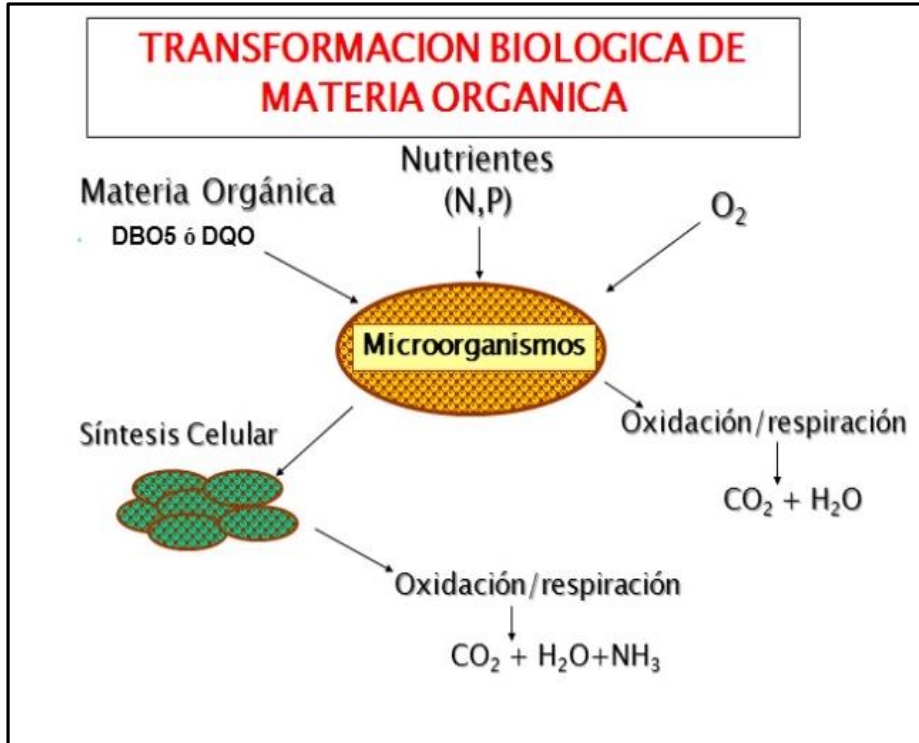 TRANSFORMACION BIOLOGICA DE
MATERIA ORGANICA
Materia Orgánica
DBO5 ó DQO
Nutrientes
(N,P)
O₂
Microorganismos
Síntesis Celular
Oxidación/respiración
CO₂ + H₂O
Oxidación/respiración
CO₂ + H₂O+NH₃